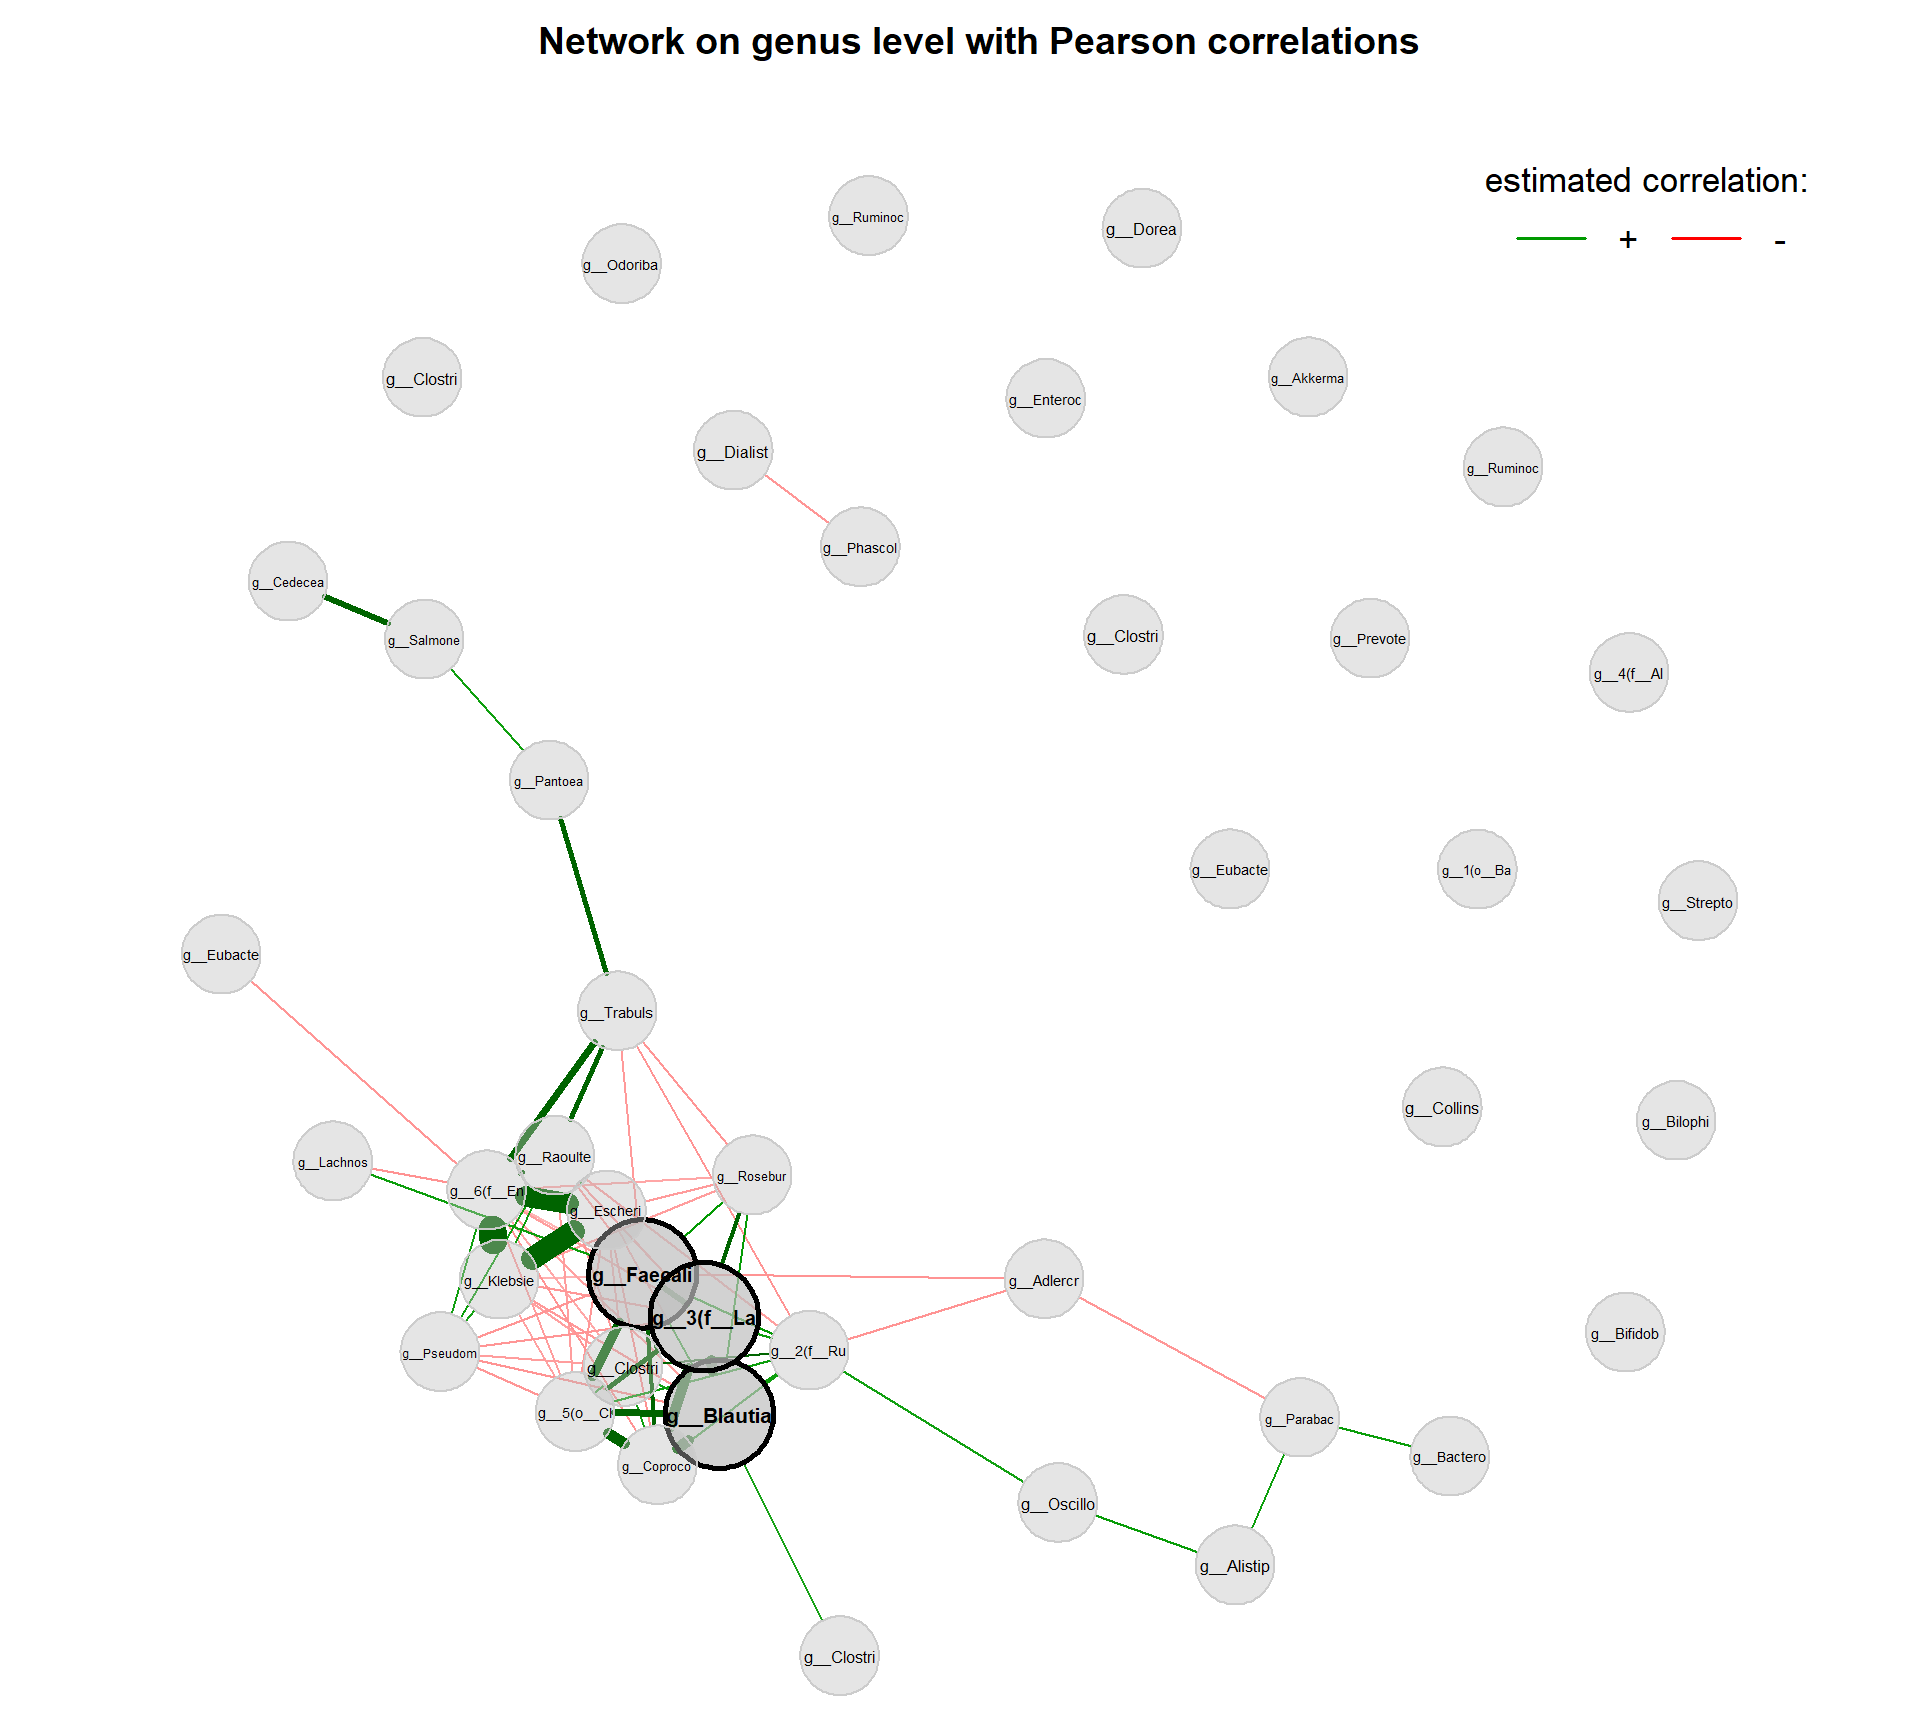 Network on genus level with Pearson correlations
estimated correlation:
+ -
g__Ruminoc
g__Dorea
g__Odoriba
g__Clostri
g__Akkerma
g__Enteroc
g__Dialist
g__Ruminoc
g__Phascol
g__Cedecea
g__Salmone
g__Clostri
g__Prevote
g__4(f__Al
g__Pantoea
g__Eubacte
g__1(o__Ba
g__Strepto
g__Eubacte
g__Trabuls
g__Collins
g__Bilophi
g__Lachnos
g__Raoulte
g__Rosebur
g__6(f__En
g__Escheri
g__Faecali
g__Klebsie
g__Adlercr
g__3(f__La
g__Bifidob
g__Pseudom
g__2(f__Ru
g__Clostri
g__5(o__Cl
g__Blautia
g__Parabac
g__Bactero
g__Coproco
g__Oscillo
g__Alistip
g__Clostri